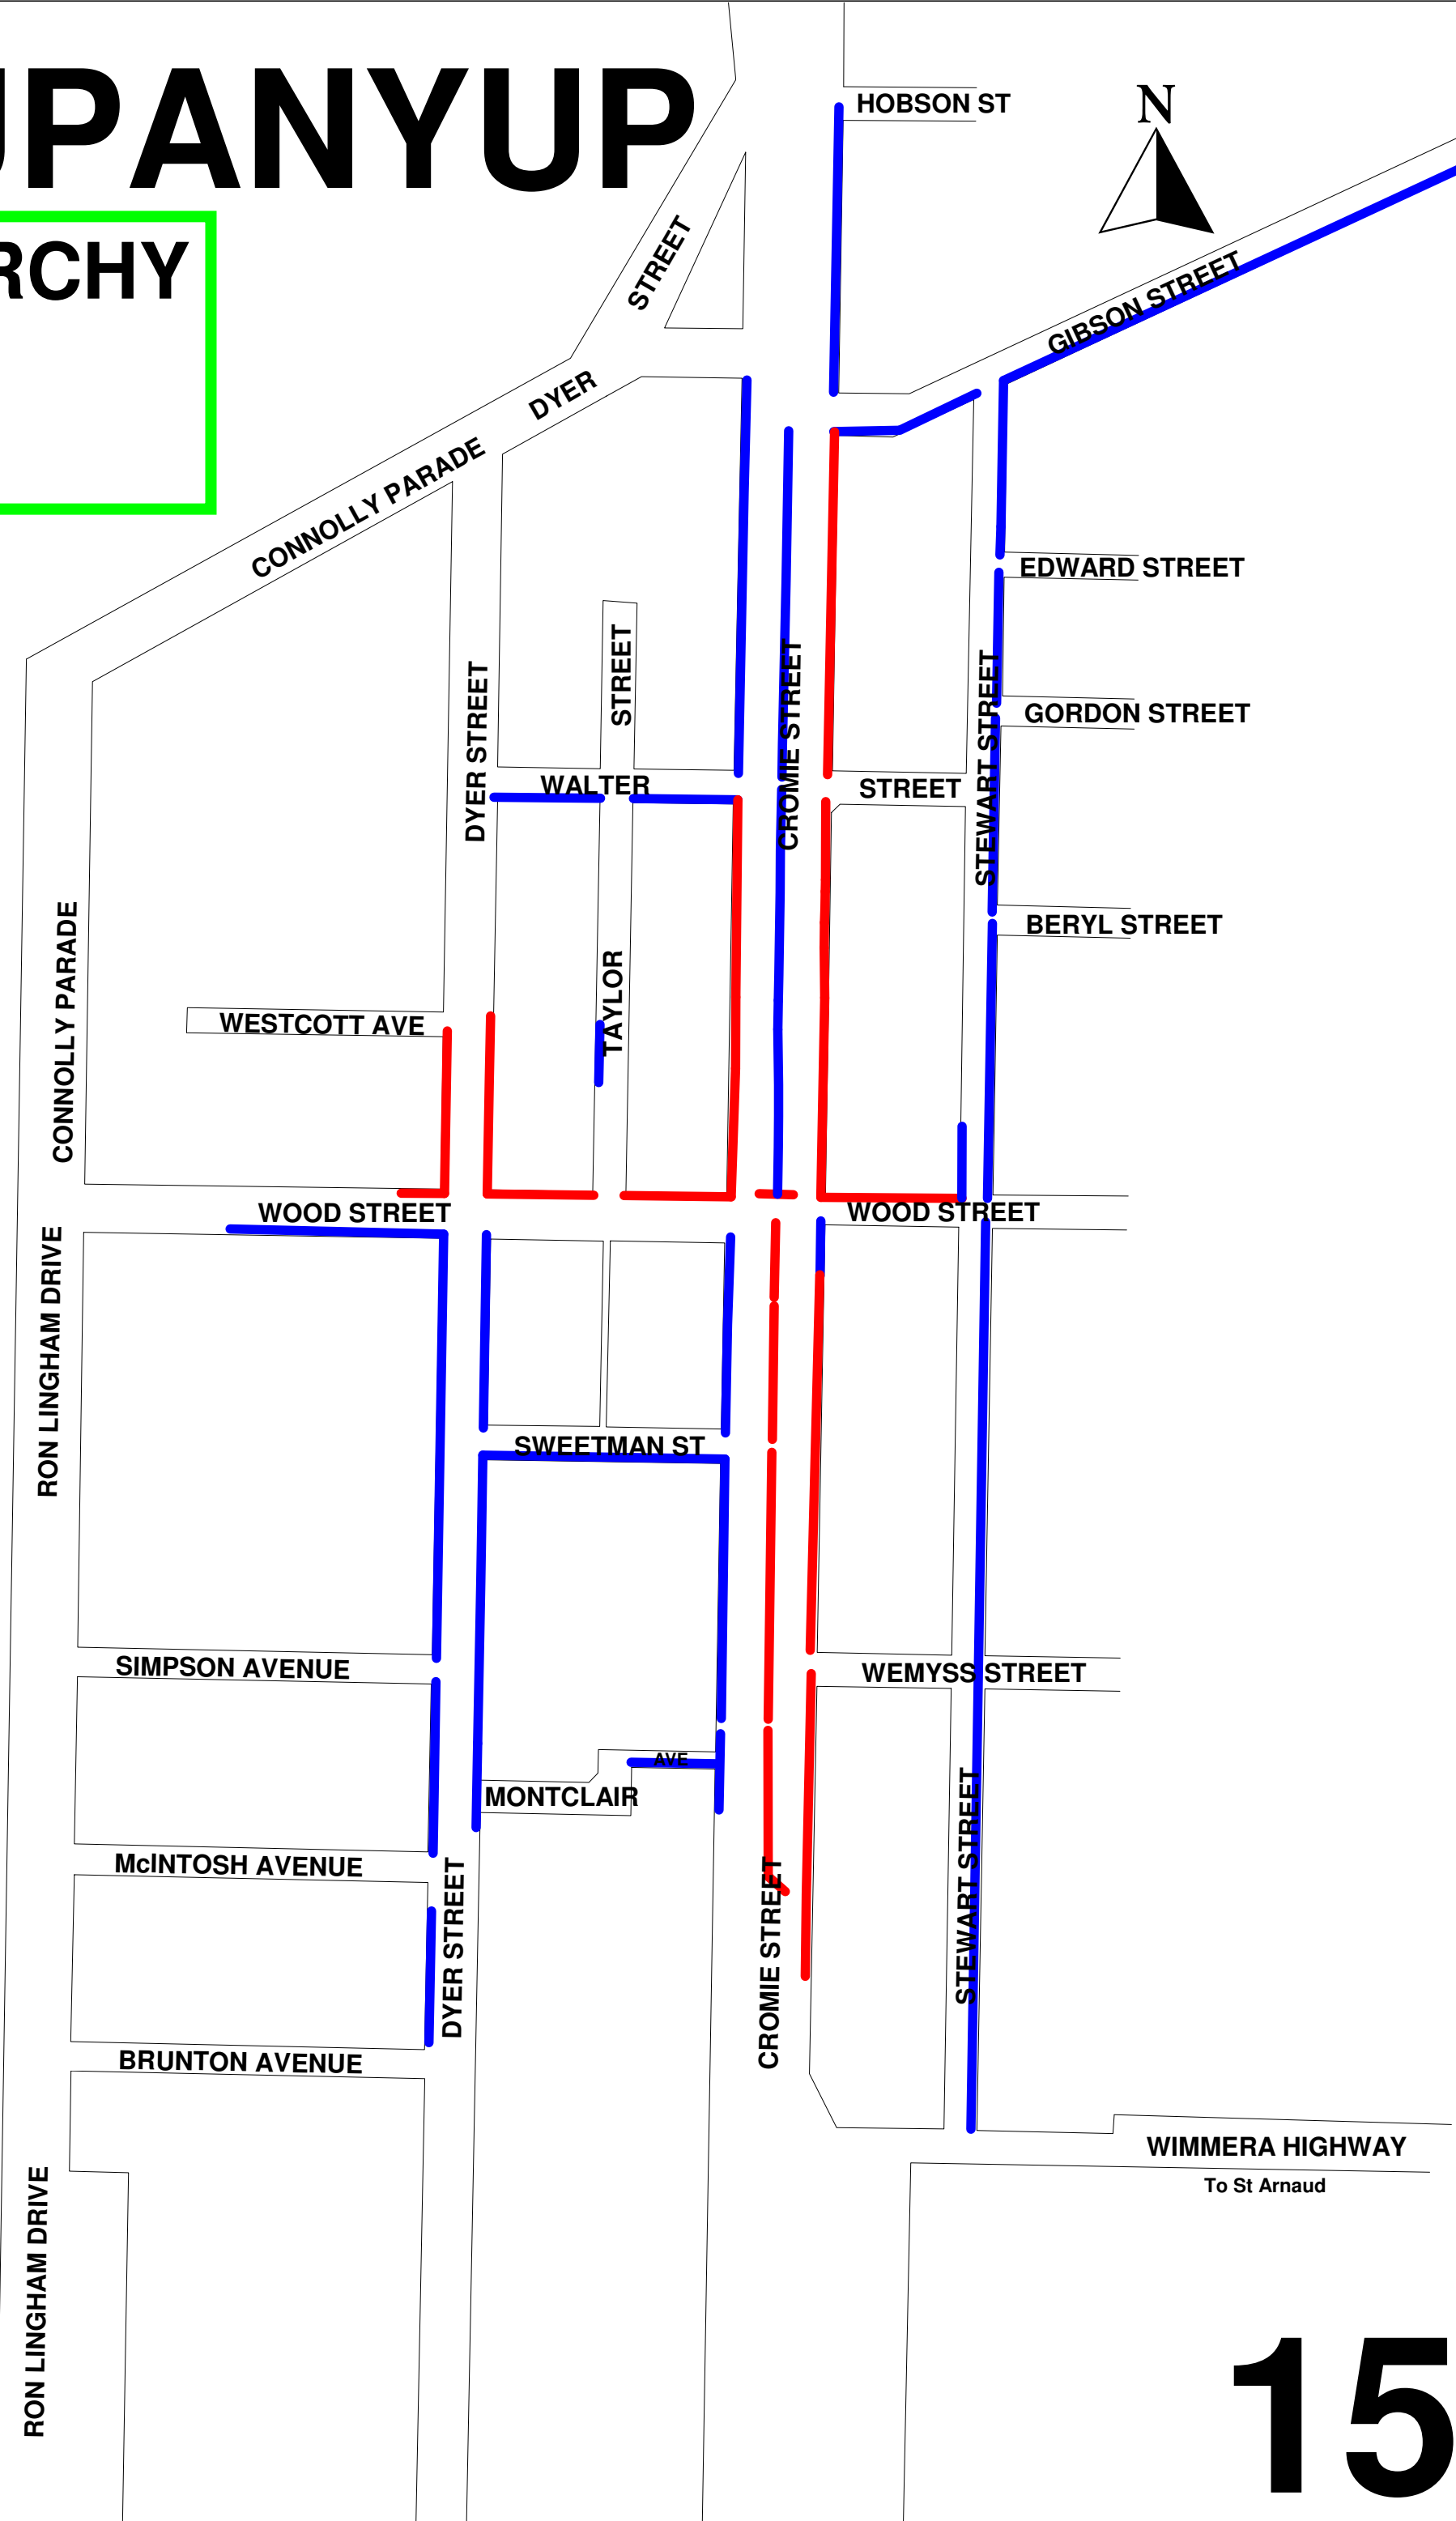 UPANYUP
RCHY
HOBSON ST
N
STREET
GIBSON STREET
DYER
CONNOLLY PARADE
EDWARD STREET
STREET
DYER STREET
CROMIE STREET
STEWART STREET
GORDON STREET
WALTER
STREET
BERYL STREET
CONNOLLY PARADE
TAYLOR
WESTCOTT AVE
WOOD STREET
WOOD STREET
RON LINGHAM DRIVE
SWEETMAN ST
SIMPSON AVENUE
WEMYSS STREET
AVE
MONTCLAIR
McINTOSH AVENUE
DYER STREET
CROMIE STREET
STEWART STREET
BRUNTON AVENUE
WIMMERA HIGHWAY
To St Arnaud
RON LINGHAM DRIVE
15